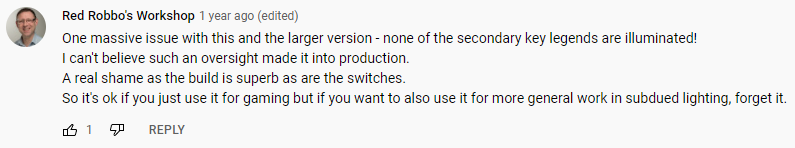 Red Robbo's Workshop 1 year ago (edited)
One massive issue with this and the larger version - none of the secondary key legends are illuminated!
I can't believe such an oversight made it into production.
A real shame as the build is superb as are the switches.
So it's ok if you just use it for gaming but if you want to also use it for more general work in subdued lighting, forget it.
1 REPLY